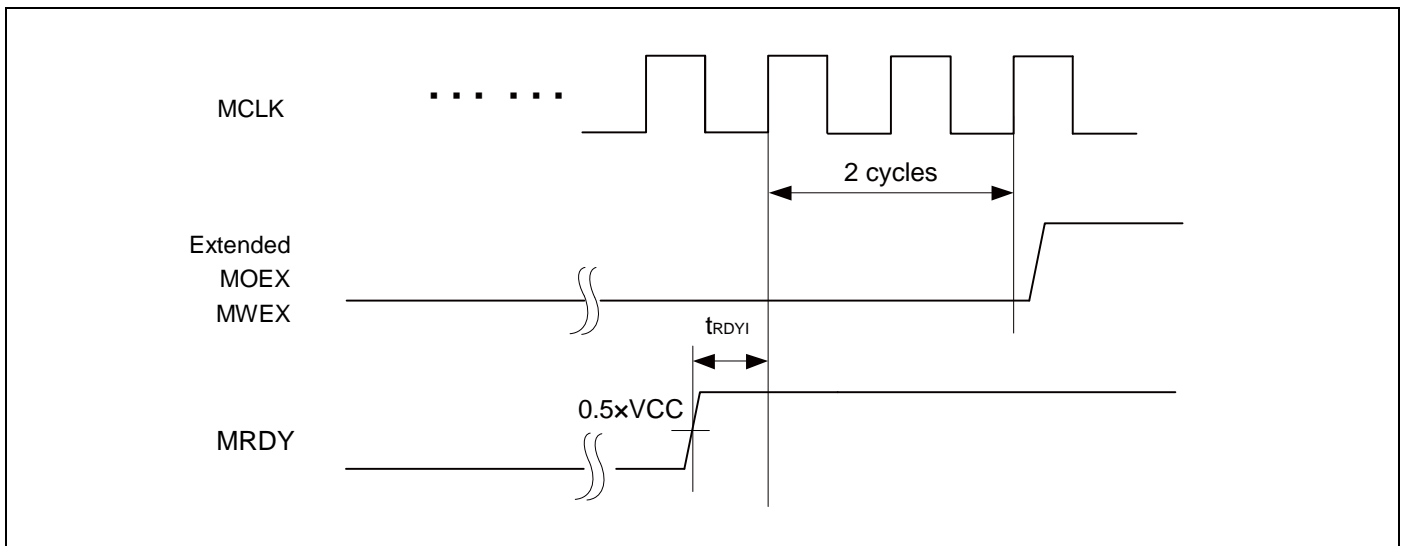 MCLK
... ...
2 cycles
Extended
MOEX
MWEX
tRDYI
0.5×VCC
MRDY